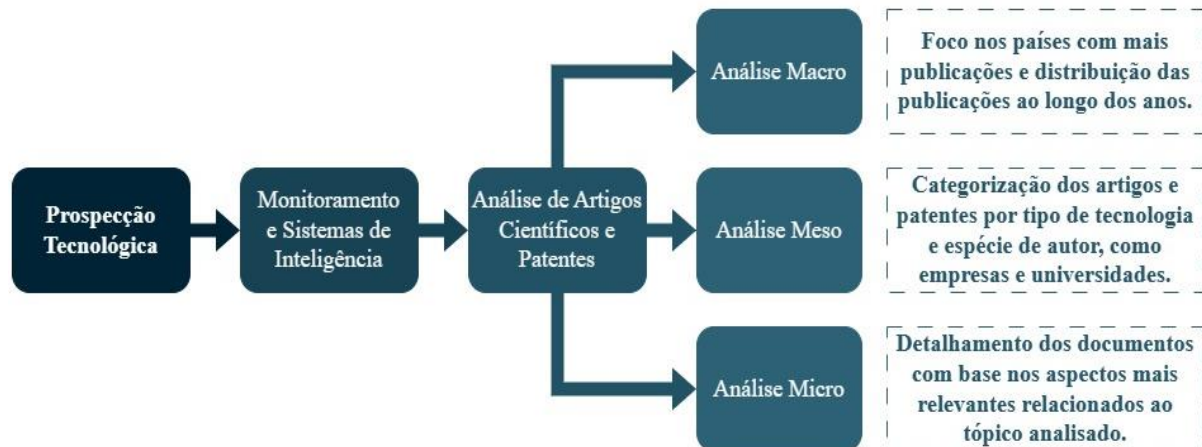 Prospecção
Tecnológica
Monitoramento
e Sistemas de
Inteligência
Análise de Artigos
Científicos e
Patentes
Análise Macro
Foco nos países com mais
publicações e distribuição das
publicações ao longo dos anos.
Análise Meso
Categorização dos artigos e
patentes por tipo de tecnologia
e espécie de autor, como
empresas e universidades.
Análise Micro
Detalhamento dos documentos
com base nos aspectos mais
relevantes relacionados ao
tópico analisado.